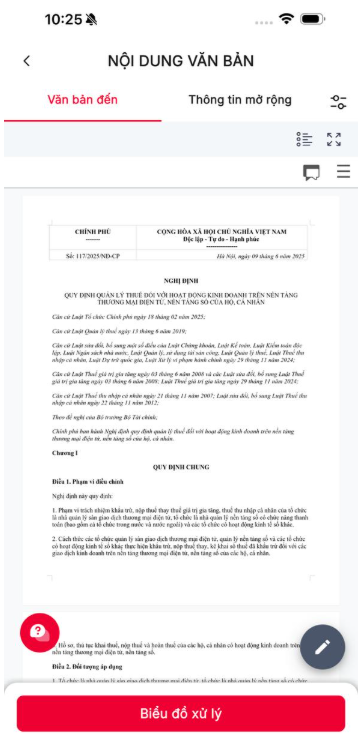 10:25
NỘI DUNG VĂN BẢN
Văn bản đến
Thông tin mở rộng
CHÍNH PHỦ
CỘNG HÒA XÃ HỘI CHỦ NGHĨA VIỆT NAM
Độc lập - Tự do - Hạnh phúc
Số: 117/2025/NĐ-CP
Hà Nội, ngày 09 tháng 6 năm 2025
NGHỊ ĐỊNH
QUY ĐỊNH QUẢN LÝ THUẾ ĐỐI VỚI HOẠT ĐỘNG KINH DOANH TRÊN NỀN TẢNG
THƯƠNG MẠI ĐIỆN TỬ, NỀN TẢNG SỐ CỦA HỘ, CÁ NHÂN
Căn cứ Luật Tổ chức Chính phủ ngày 18 tháng 02 năm 2025;
Căn cứ Luật Quản lý thuế ngày 13 tháng 6 năm 2019;
Căn cứ Luật sửa đổi, bổ sung một số điều của Luật Chứng khoán, Luật Kế toán, Luật Kiểm toán độc
lập, Luật Ngân sách nhà nước, Luật Quản lý, sử dụng tài sản công, Luật Quản lý thuế, Luật Thuế thu
nhập cá nhân, Luật Dự trữ quốc gia, Luật Xử lý vi phạm hành chính ngày 29 tháng 11 năm 2024;
Căn cứ Luật Thuế giá trị gia tăng ngày 03 tháng 6 năm 2008 và các Luật sửa đổi, bổ sung Luật Thuế
giá trị gia tăng ngày 03 tháng 6 năm 2008; Luật Thuế giá trị gia tăng ngày 29 tháng 11 năm 2024;
Căn cứ Luật Thuế thu nhập cá nhân ngày 21 tháng 11 năm 2007; Luật sửa đổi, bổ sung Luật Thuế thu
nhập cá nhân ngày 22 tháng 11 năm 2012;
Theo đề nghị của Bộ trưởng Bộ Tài chính;
Chính phủ ban hành Nghị định quy định quản lý thuế đối với hoạt động kinh doanh trên nền tảng
thương mại điện tử, nền tảng số của hộ, cá nhân.
Chương I
QUY ĐỊNH CHUNG
Điều 1. Phạm vi điều chỉnh
Nghị định này quy định:
1. Phạm vi trách nhiệm khấu trừ, nộp thuế thay thuế giá trị gia tăng, thuế thu nhập cá nhân của tổ chức
là nhà quản lý sàn giao dịch thương mại điện tử, tổ chức là nhà quản lý nền tảng số có chức năng thanh
toán (bao gồm cả tổ chức trong nước và nước ngoài) và các tổ chức có hoạt động kinh tế số khác.
2. Cách thức các tổ chức quản lý sàn giao dịch thương mại điện tử, quản lý nền tảng số và các tổ chức
có hoạt động kinh tế số khác thực hiện khấu trừ, nộp thuế thay, kê khai số thuế đã khấu trừ đối với các
giao dịch kinh doanh trên nền tảng thương mại điện tử, nền tảng số của các hộ, cá nhân.
Hồ sơ, thủ tục khai thuế, nộp thuế và hoàn thuế của các hộ, cá nhân có hoạt động kinh doanh trên
nền tảng thương mại điện tử, nền tảng số.
Điều 2. Đối tượng áp dụng
1. Tổ chức là nhà quản lý sàn giao dịch thương mại điện tử, nhà quản lý nền tảng số có chức
Biểu đồ xử lý